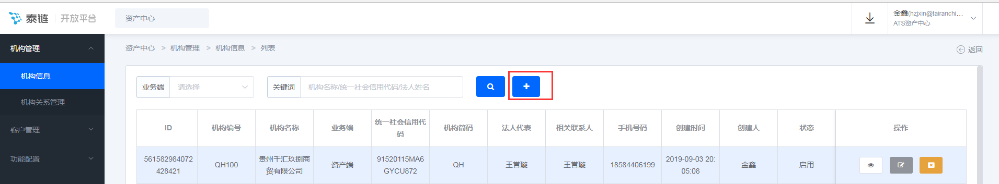 泰链 开放平台
资产中心
金鑫(hzjxin@tairanchi...
ATS资产中心
机构管理
机构信息
机构关系管理
客户管理
功能配置
资产中心 > 机构管理 > 机构信息 > 列表
返回
业务端 请选择
关键词 机构名称/统一社会信用代码/法人姓名
ID 机构编号 机构名称 业务端 统一社会信用代码 机构简码 法人代表 相关联系人 手机号码 创建时间 创建人 状态 操作
561582984072428421 QH100 贵州千汇玖捌商贸有限公司 资产端 91520115MA6GYCU872 QH 王誉璇 王誉璇 18584406199 2019-09-03 20:05:08 金鑫 启用